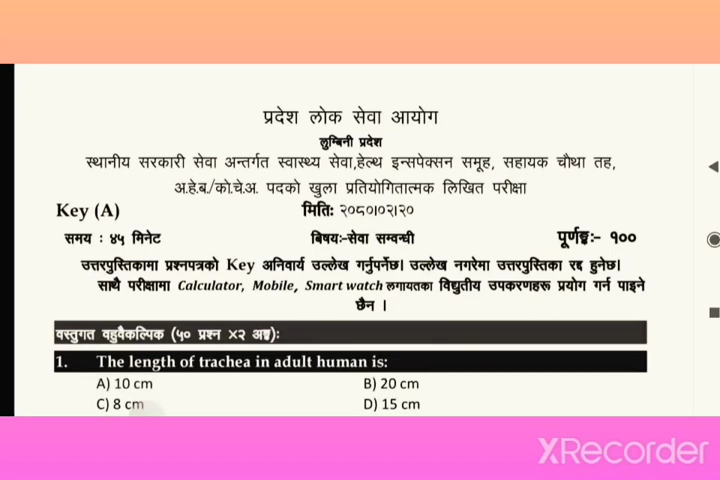 प्रदेश लोक सेवा आयोग
लुम्बिनी प्रदेश
स्थानीय सरकारी सेवा अन्तर्गत स्वास्थ्य सेवा,हेल्थ इन्सपेक्सन समूह, सहायक चौथा तह,
अ.हे.ब./को.चे.अ. पदको खुला प्रतियोगितात्मक लिखित परीक्षा
Key (A) मितिः २०८०।०२।२०
समय : ४५ मिनेट बिषयः-सेवा सम्वन्धी पूर्णाङ्कः- १००
उत्तरपुस्तिकामा प्रश्नपत्रको Key अनिवार्य उल्लेख गर्नुपर्नेछ। उल्लेख नगरेमा उत्तरपुस्तिका रद्द हुनेछ।
साथै परीक्षामा Calculator, Mobile, Smart watch लगायतका विद्युतीय उपकरणहरू प्रयोग गर्न पाइने
छैन ।
वस्तुगत वहुवैकल्पिक (५० प्रश्न ×२ अङ्क):
1. The length of trachea in adult human is:
A) 10 cm B) 20 cm
C) 8 cm D) 15 cm
XRecorder